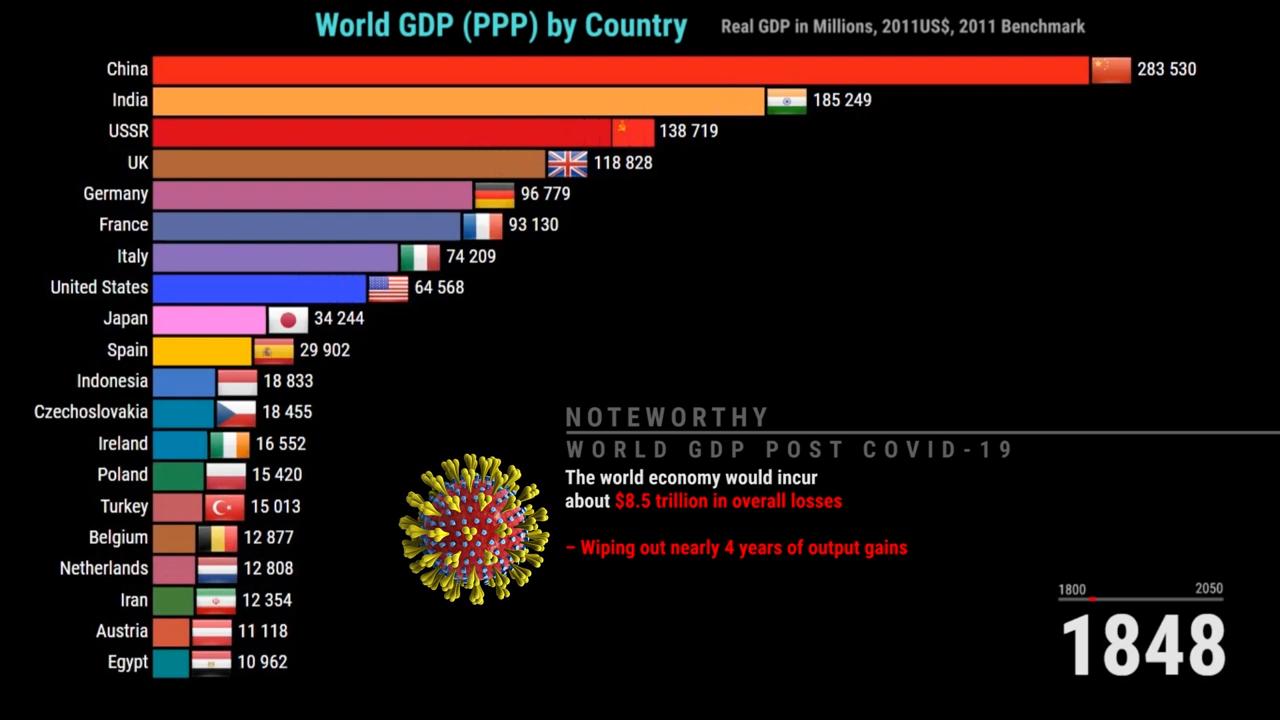 World GDP (PPP) by Country
Real GDP in Millions, 2011US$, 2011 Benchmark
China 283 530
India 185 249
USSR 138 719
UK 118 828
Germany 96 779
France 93 130
Italy 74 209
United States 64 568
Japan 34 244
Spain 29 902
Indonesia 18 833
Czechoslovakia 18 455
Ireland 16 552
Poland 15 420
Turkey 15 013
Belgium 12 877
Netherlands 12 808
Iran 12 354
Austria 11 118
Egypt 10 962
NOTEWORTHY
WORLD GDP POST COVID-19
The world economy would incur
about $8.5 trillion in overall losses
– Wiping out nearly 4 years of output gains
1800 2050
1848